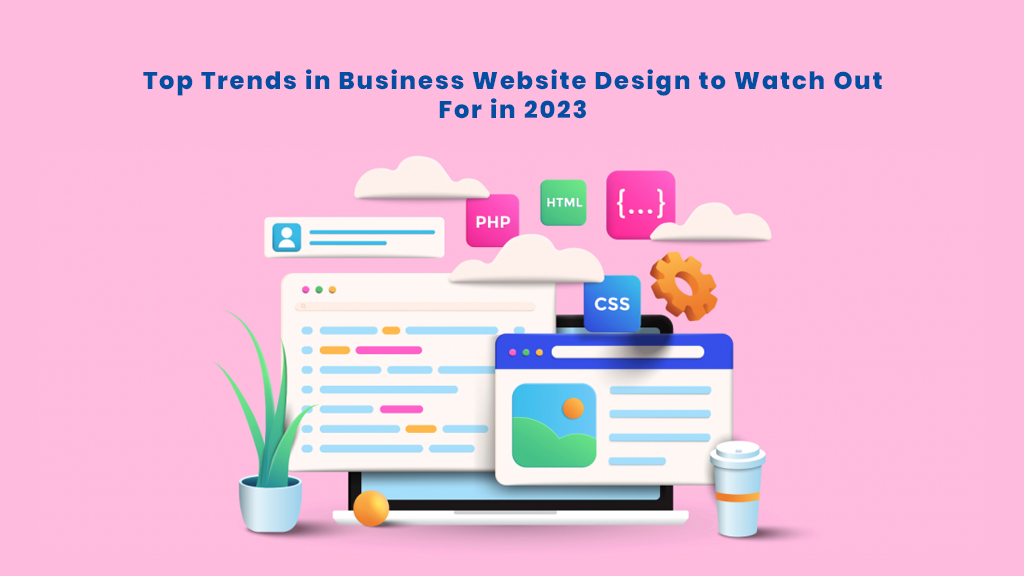 Top Trends in Business Website Design to Watch Out
For in 2023
HTML
{...}
PHP
CSS